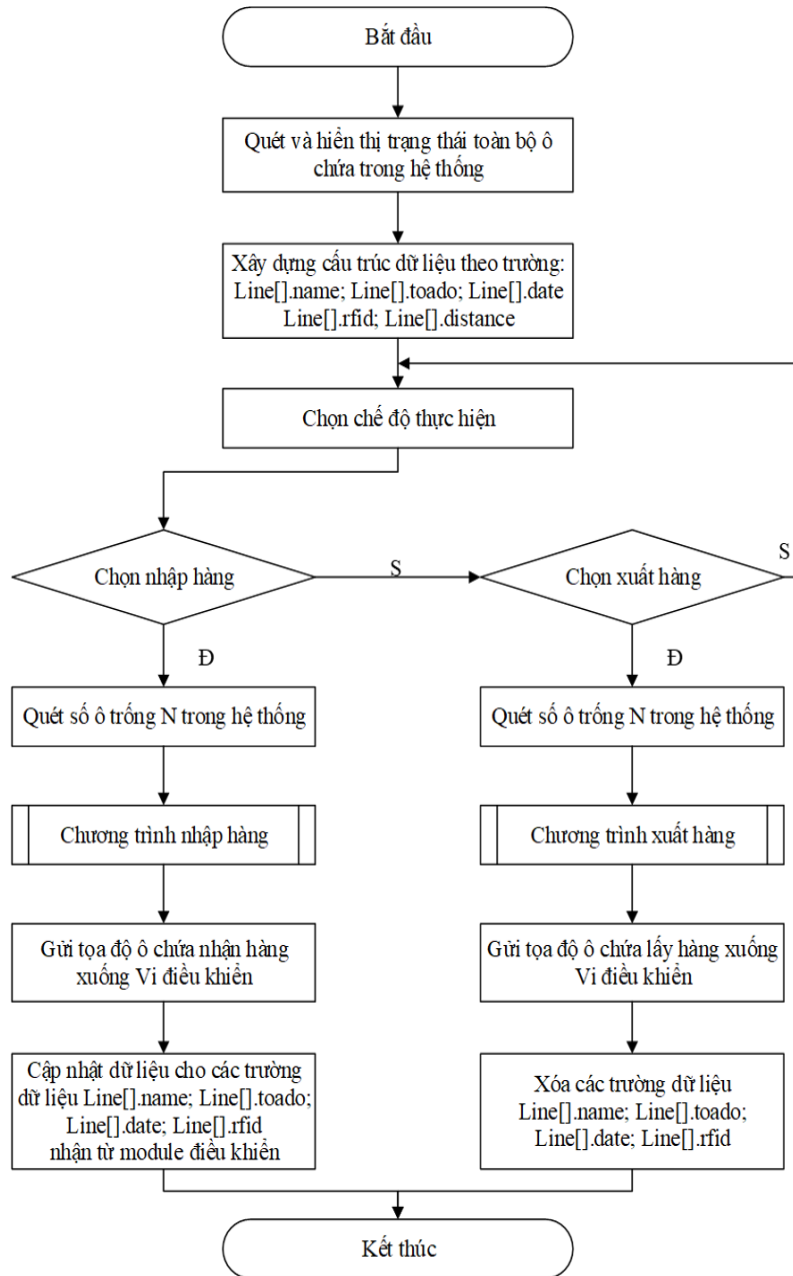 Bắt đầu
Quét và hiển thị trạng thái toàn bộ ô
chứa trong hệ thống
Xây dựng cấu trúc dữ liệu theo trường:
Line[].name; Line[].toado; Line[].date
Line[].rfid; Line[].distance
Chọn chế độ thực hiện
Chọn nhập hàng
S
Chọn xuất hàng
S
Đ
Đ
Quét số ô trống N trong hệ thống
Quét số ô trống N trong hệ thống
Chương trình nhập hàng
Chương trình xuất hàng
Gửi tọa độ ô chứa nhận hàng
xuống Vi điều khiển
Gửi tọa độ ô chứa lấy hàng xuống
Vi điều khiển
Cập nhật dữ liệu cho các trường
dữ liệu Line[].name; Line[].toado;
Line[].date; Line[].rfid
nhận từ module điều khiển
Xóa các trường dữ liệu
Line[].name; Line[].toado;
Line[].date; Line[].rfid
Kết thúc